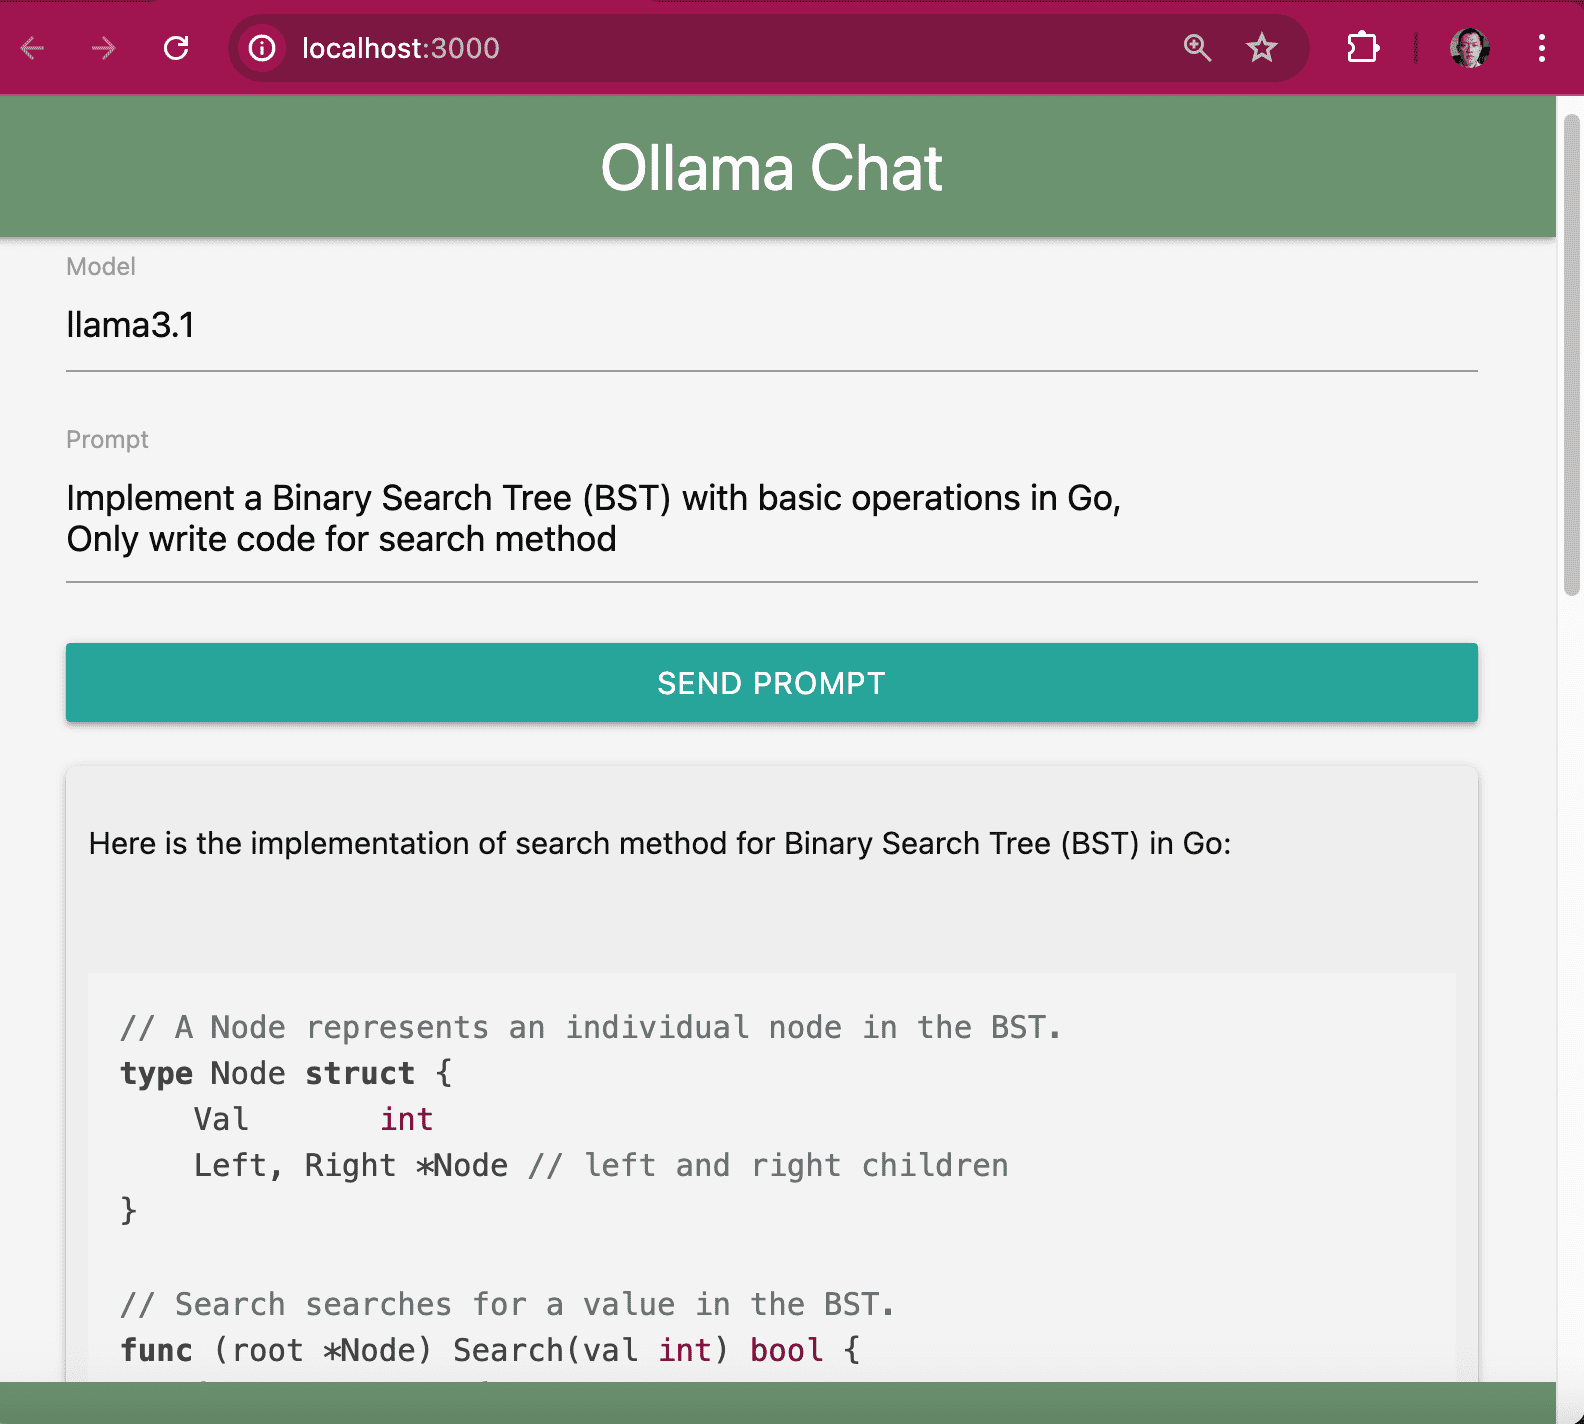 localhost:3000
Ollama Chat
Model
llama3.1
Prompt
Implement a Binary Search Tree (BST) with basic operations in Go,
Only write code for search method
SEND PROMPT
Here is the implementation of search method for Binary Search Tree (BST) in Go:
// A Node represents an individual node in the BST.
type Node struct {
    Val       int
    Left, Right *Node // left and right children
}
// Search searches for a value in the BST.
func (root *Node) Search(val int) bool {